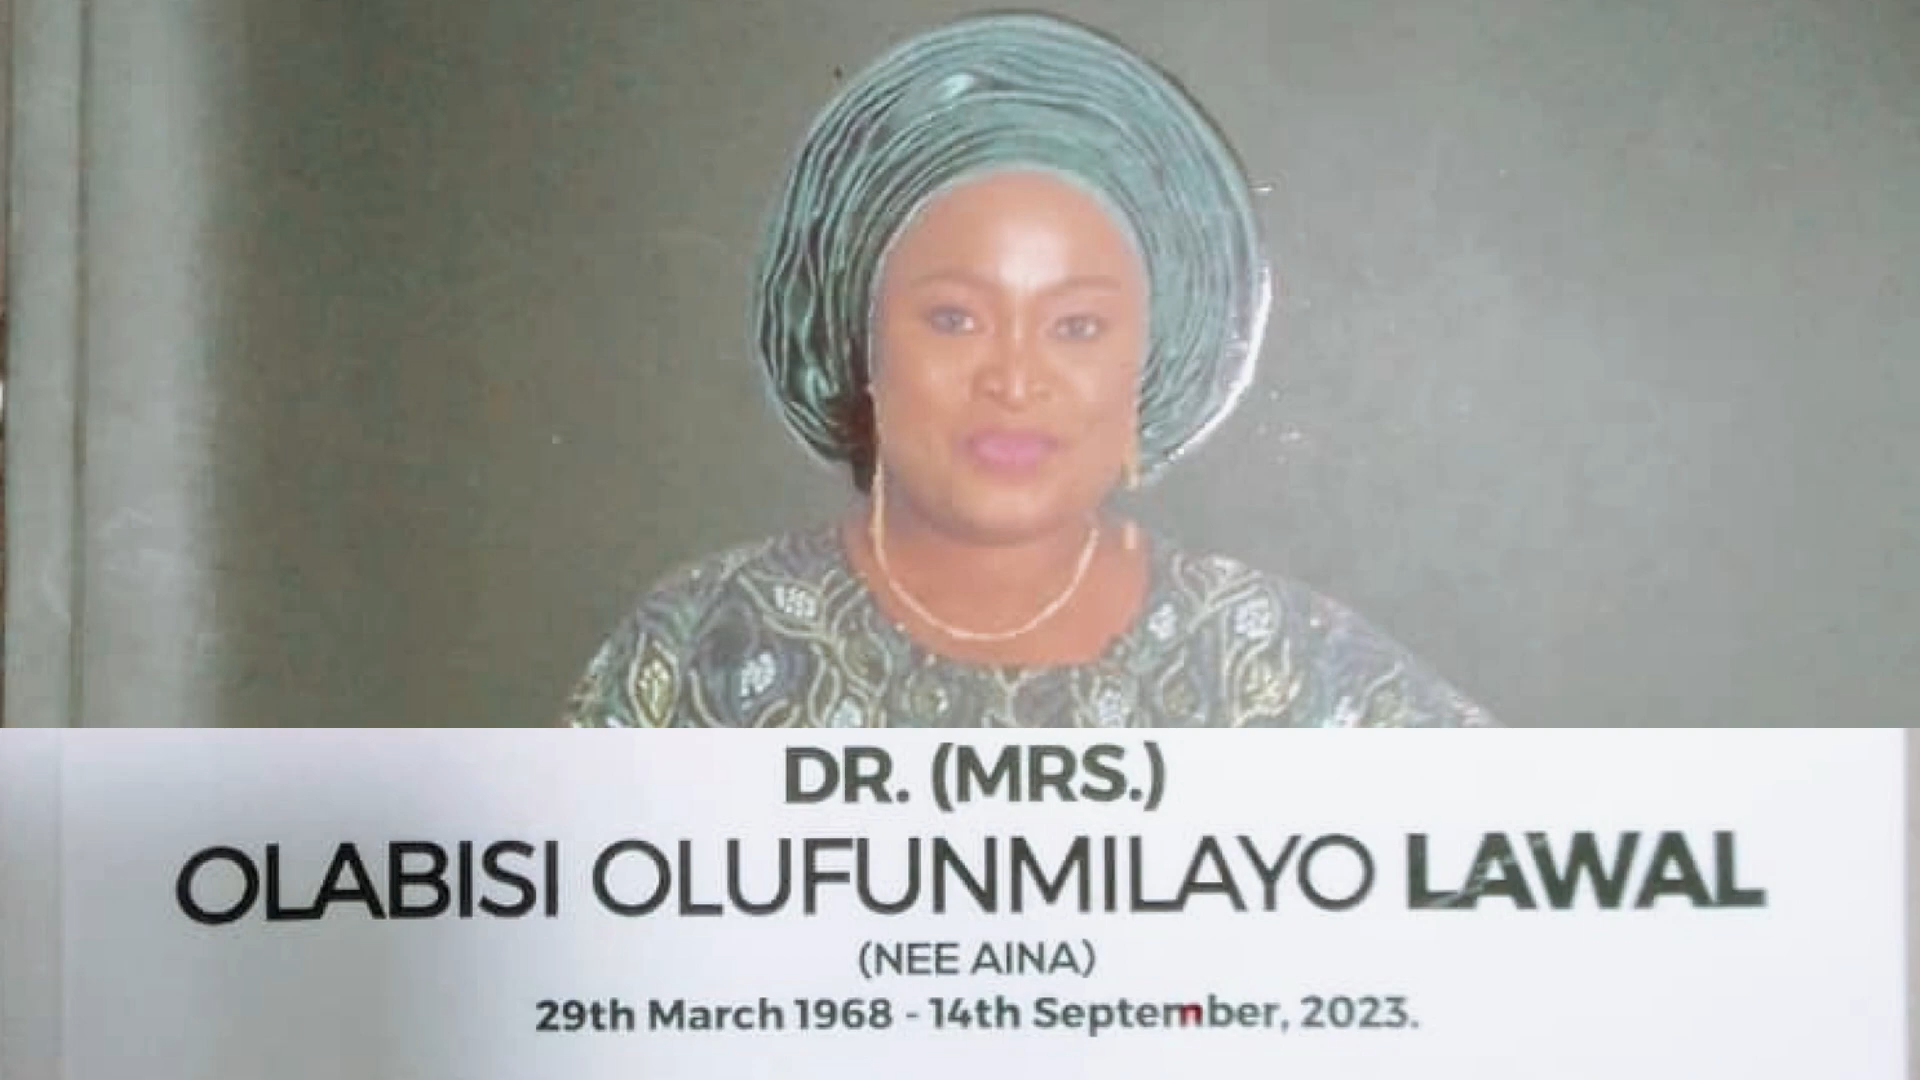 DR. (MRS.)
OLABISI OLUFUNMILAYO LAWAL
(NEE AINA)
29th March 1968 - 14th September, 2023.